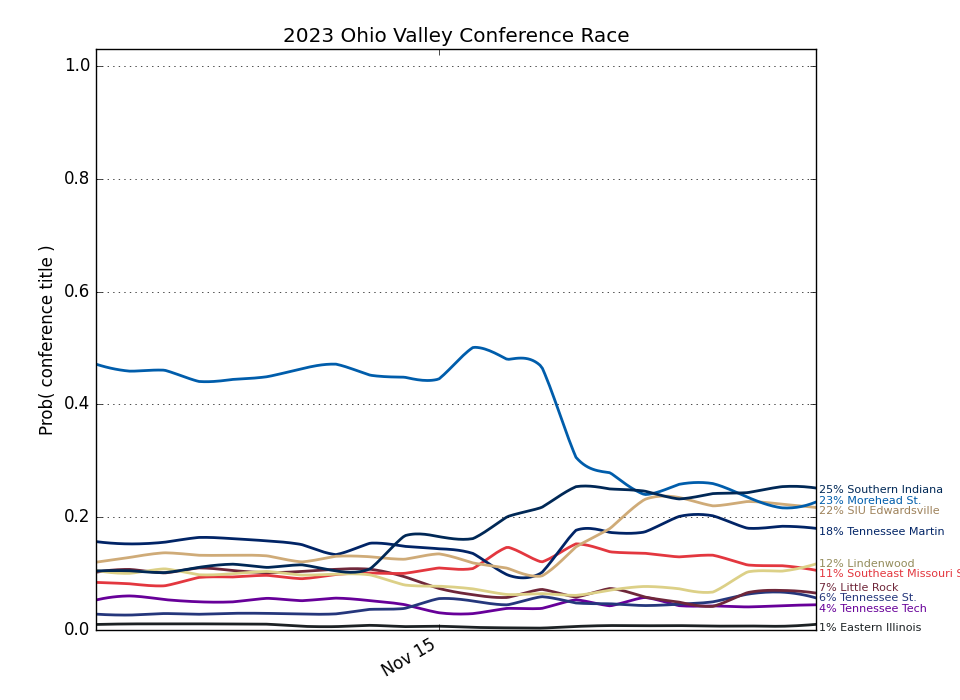 2023 Ohio Valley Conference Race
Prob( conference title )
1.0
0.8
0.6
0.4
0.2
0.0
Nov 15
25% Southern Indiana
23% Morehead St.
22% SIU Edwardsville
18% Tennessee Martin
12% Lindenwood
11% Southeast Missouri S
7% Little Rock
6% Tennessee St.
4% Tennessee Tech
1% Eastern Illinois